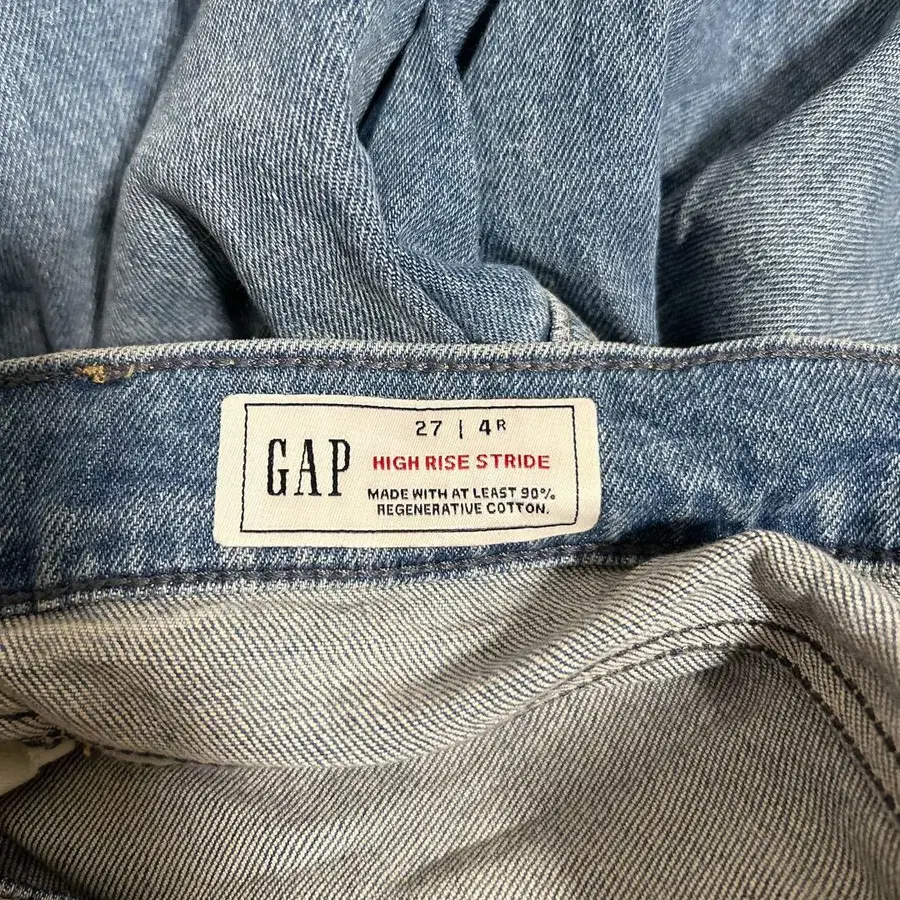 GAP
27 | 4R
HIGH RISE STRIDE
MADE WITH AT LEAST 90%
REGENERATIVE COTTON.